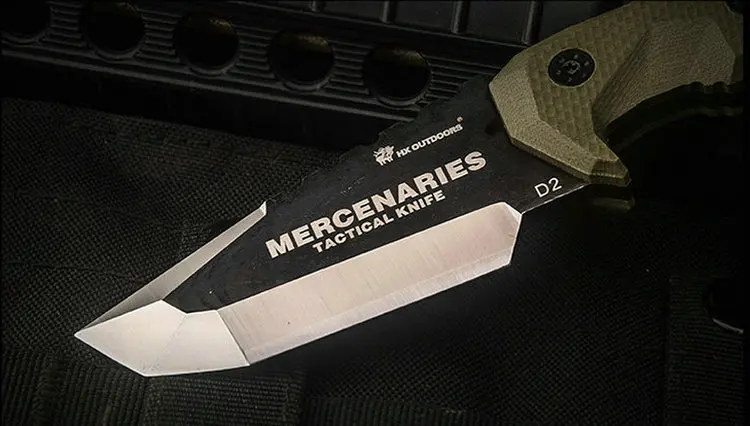 HX OUTDOORS®
MERCENARIES
TACTICAL KNIFE
D2